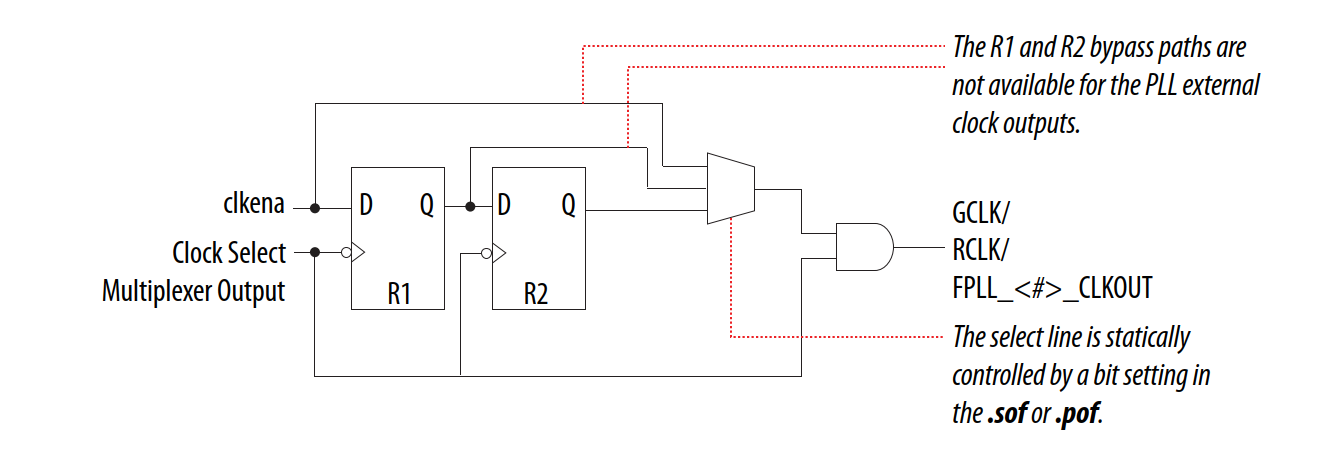 The R1 and R2 bypass paths are
not available for the PLL external
clock outputs.
clkena
D Q
D Q
Clock Select
Multiplexer Output
R1
R2
GCLK/
RCLK/
FPLL_<#>_CLKOUT
The select line is statically
controlled by a bit setting in
the .sof or .pof.